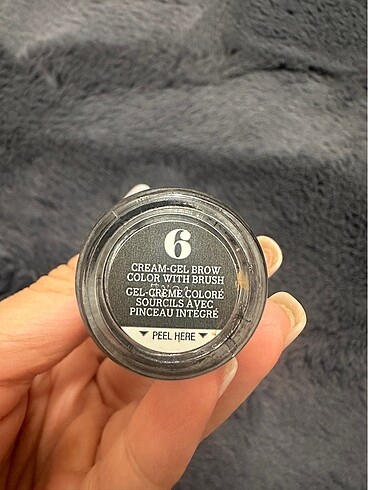 6
CREAM-GEL BROW
COLOR WITH BRUSH
GEL-CRÈME COLORÉ
SOURCILS AVEC
PINCEAU INTÉGRÉ
PEEL HERE